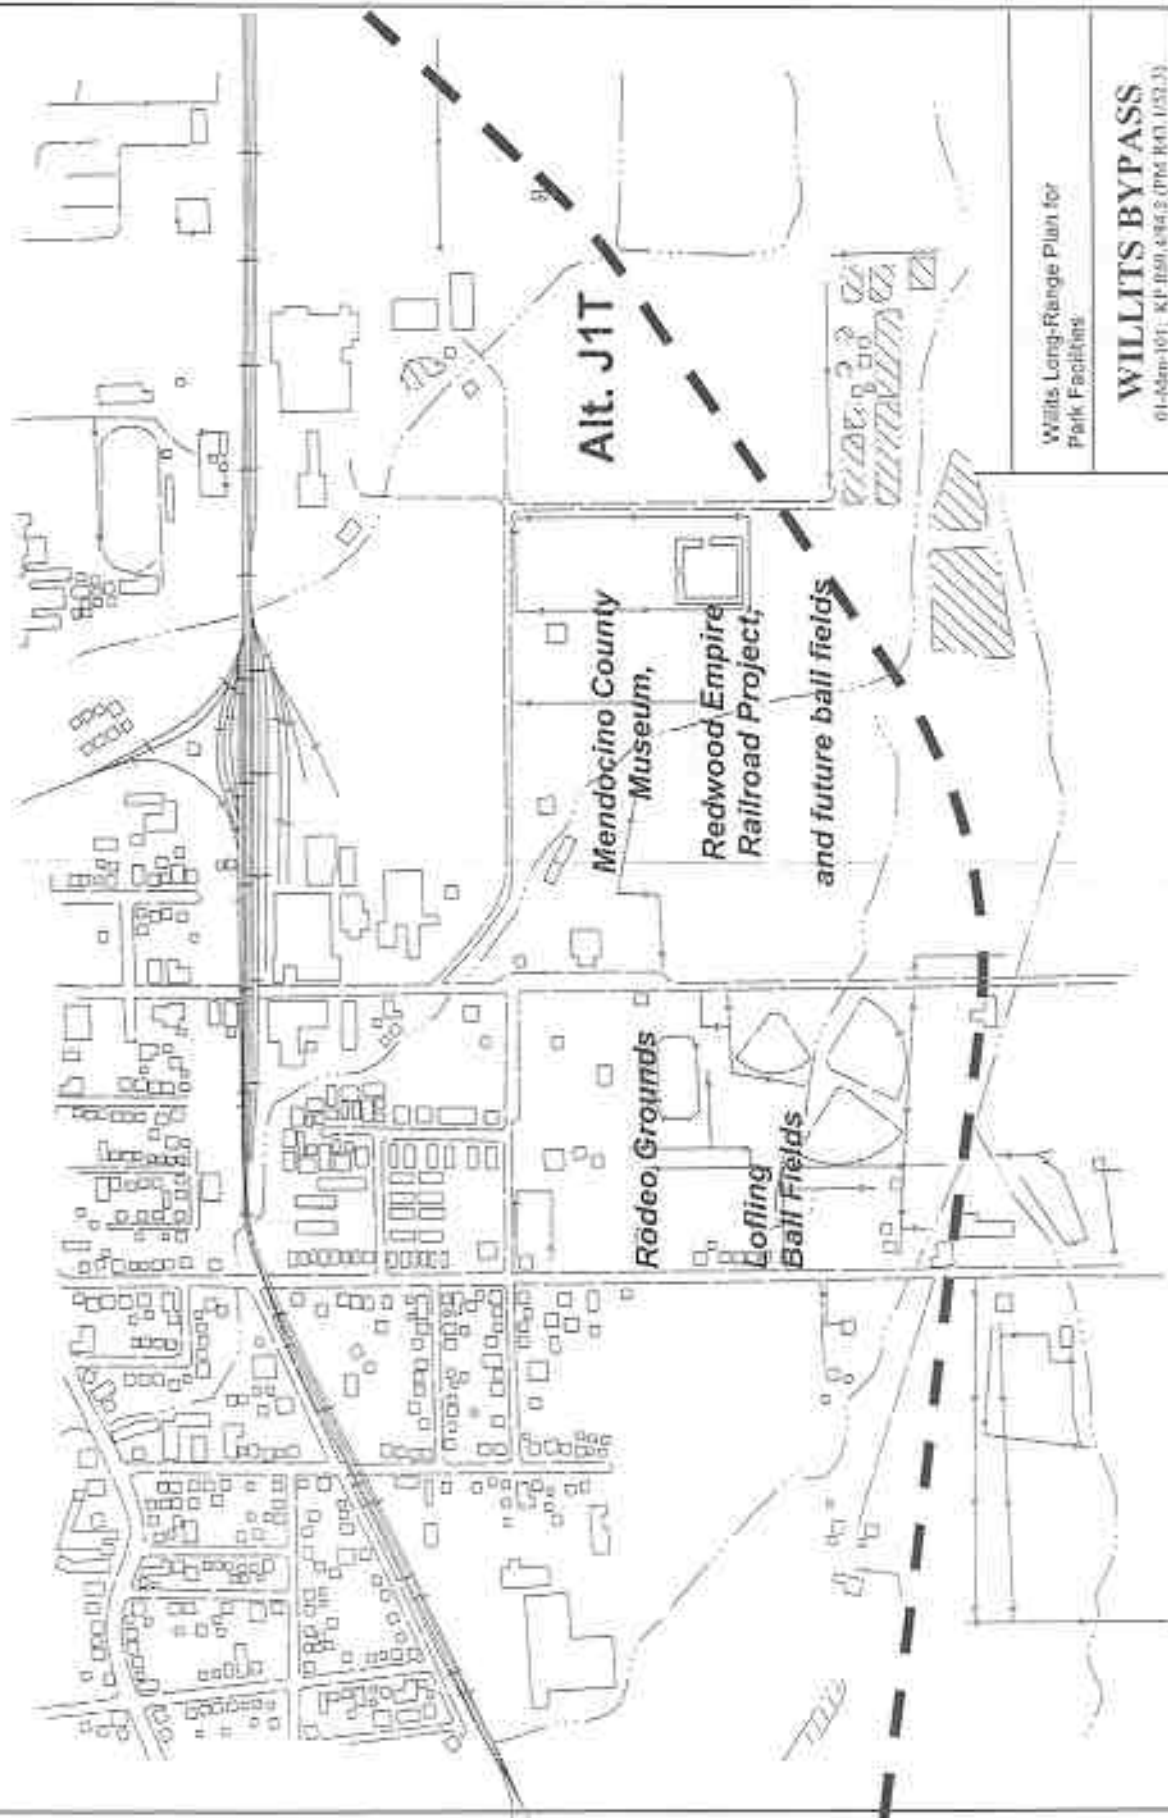 Alt. J1T
Mendocino County
Museum,
Redwood Empire
Railroad Project,
and future ball fields
Rodeo Grounds
Lofling
Ball Fields
Willits Long-Range Plan for
Park Facilities
WILLITS BYPASS